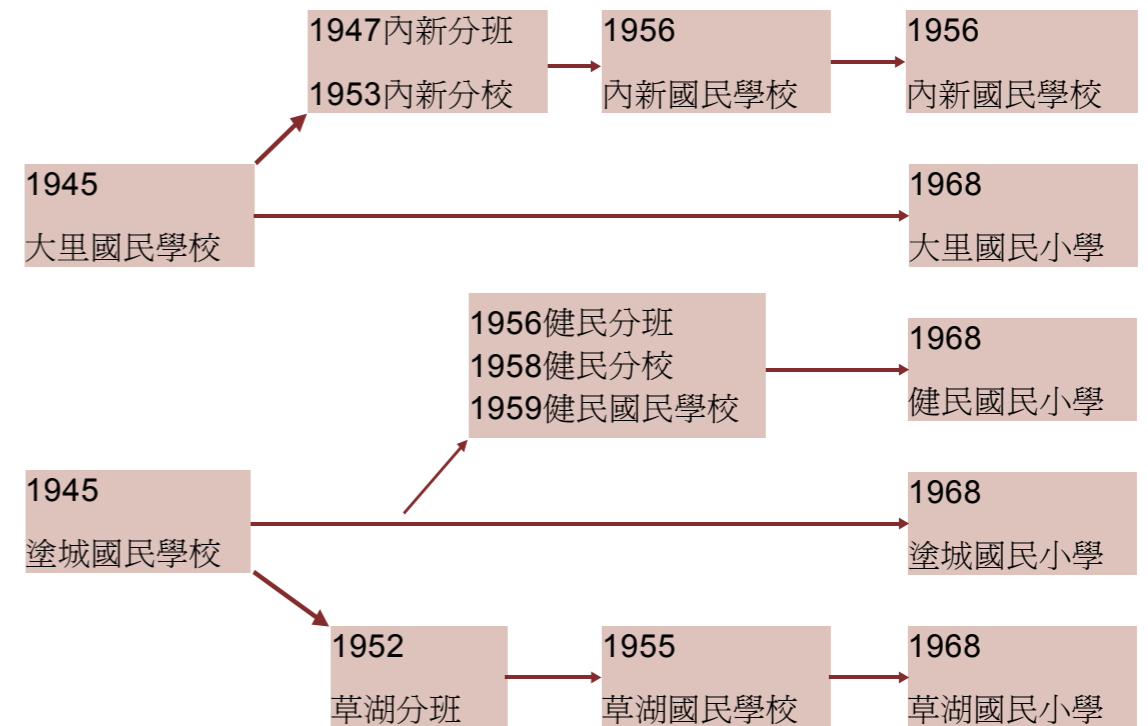 1947內新分班
1953內新分校
1956
內新國民學校
1956
內新國民學校
1945
大里國民學校
1968
大里國民小學
1956健民分班
1958健民分校
1959健民國民學校
1968
健民國民小學
1945
塗城國民學校
1968
塗城國民小學
1952
草湖分班
1955
草湖國民學校
1968
草湖國民小學